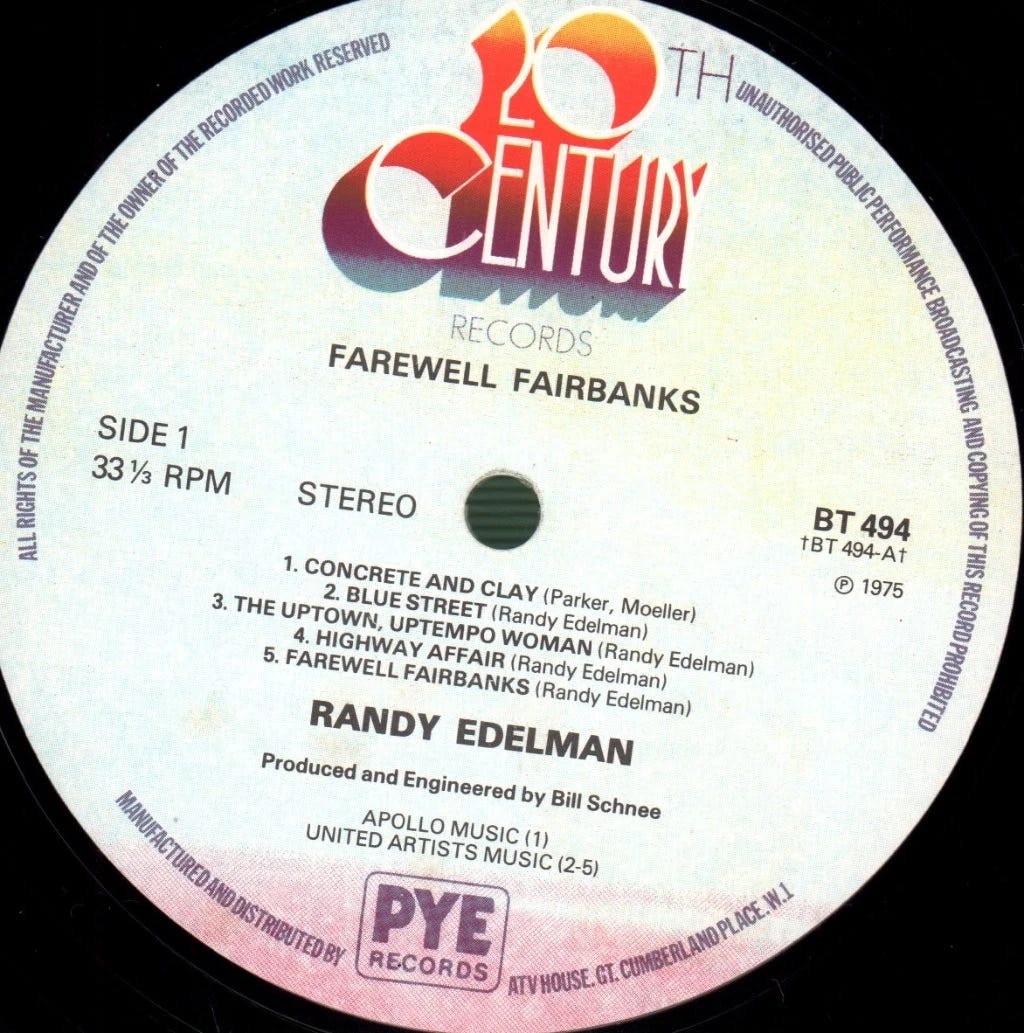 20TH
CENTURY
RECORDS
FAREWELL FAIRBANKS
SIDE 1
33 ⅓ RPM
STEREO
BT 494
†BT 494-A†
℗ 1975
1. CONCRETE AND CLAY (Parker, Moeller)
2. BLUE STREET (Randy Edelman)
3. THE UPTOWN, UPTEMPO WOMAN (Randy Edelman)
4. HIGHWAY AFFAIR (Randy Edelman)
5. FAREWELL FAIRBANKS (Randy Edelman)
RANDY EDELMAN
Produced and Engineered by Bill Schnee
APOLLO MUSIC (1)
UNITED ARTISTS MUSIC (2-5)
ALL RIGHTS OF THE MANUFACTURER AND OF THE OWNER OF THE RECORDED WORK RESERVED
UNAUTHORISED PUBLIC PERFORMANCE BROADCASTING AND COPYING OF THIS RECORD PROHIBITED
MANUFACTURED AND DISTRIBUTED BY
PYE
RECORDS
ATV HOUSE. GT. CUMBERLAND PLACE. W.1